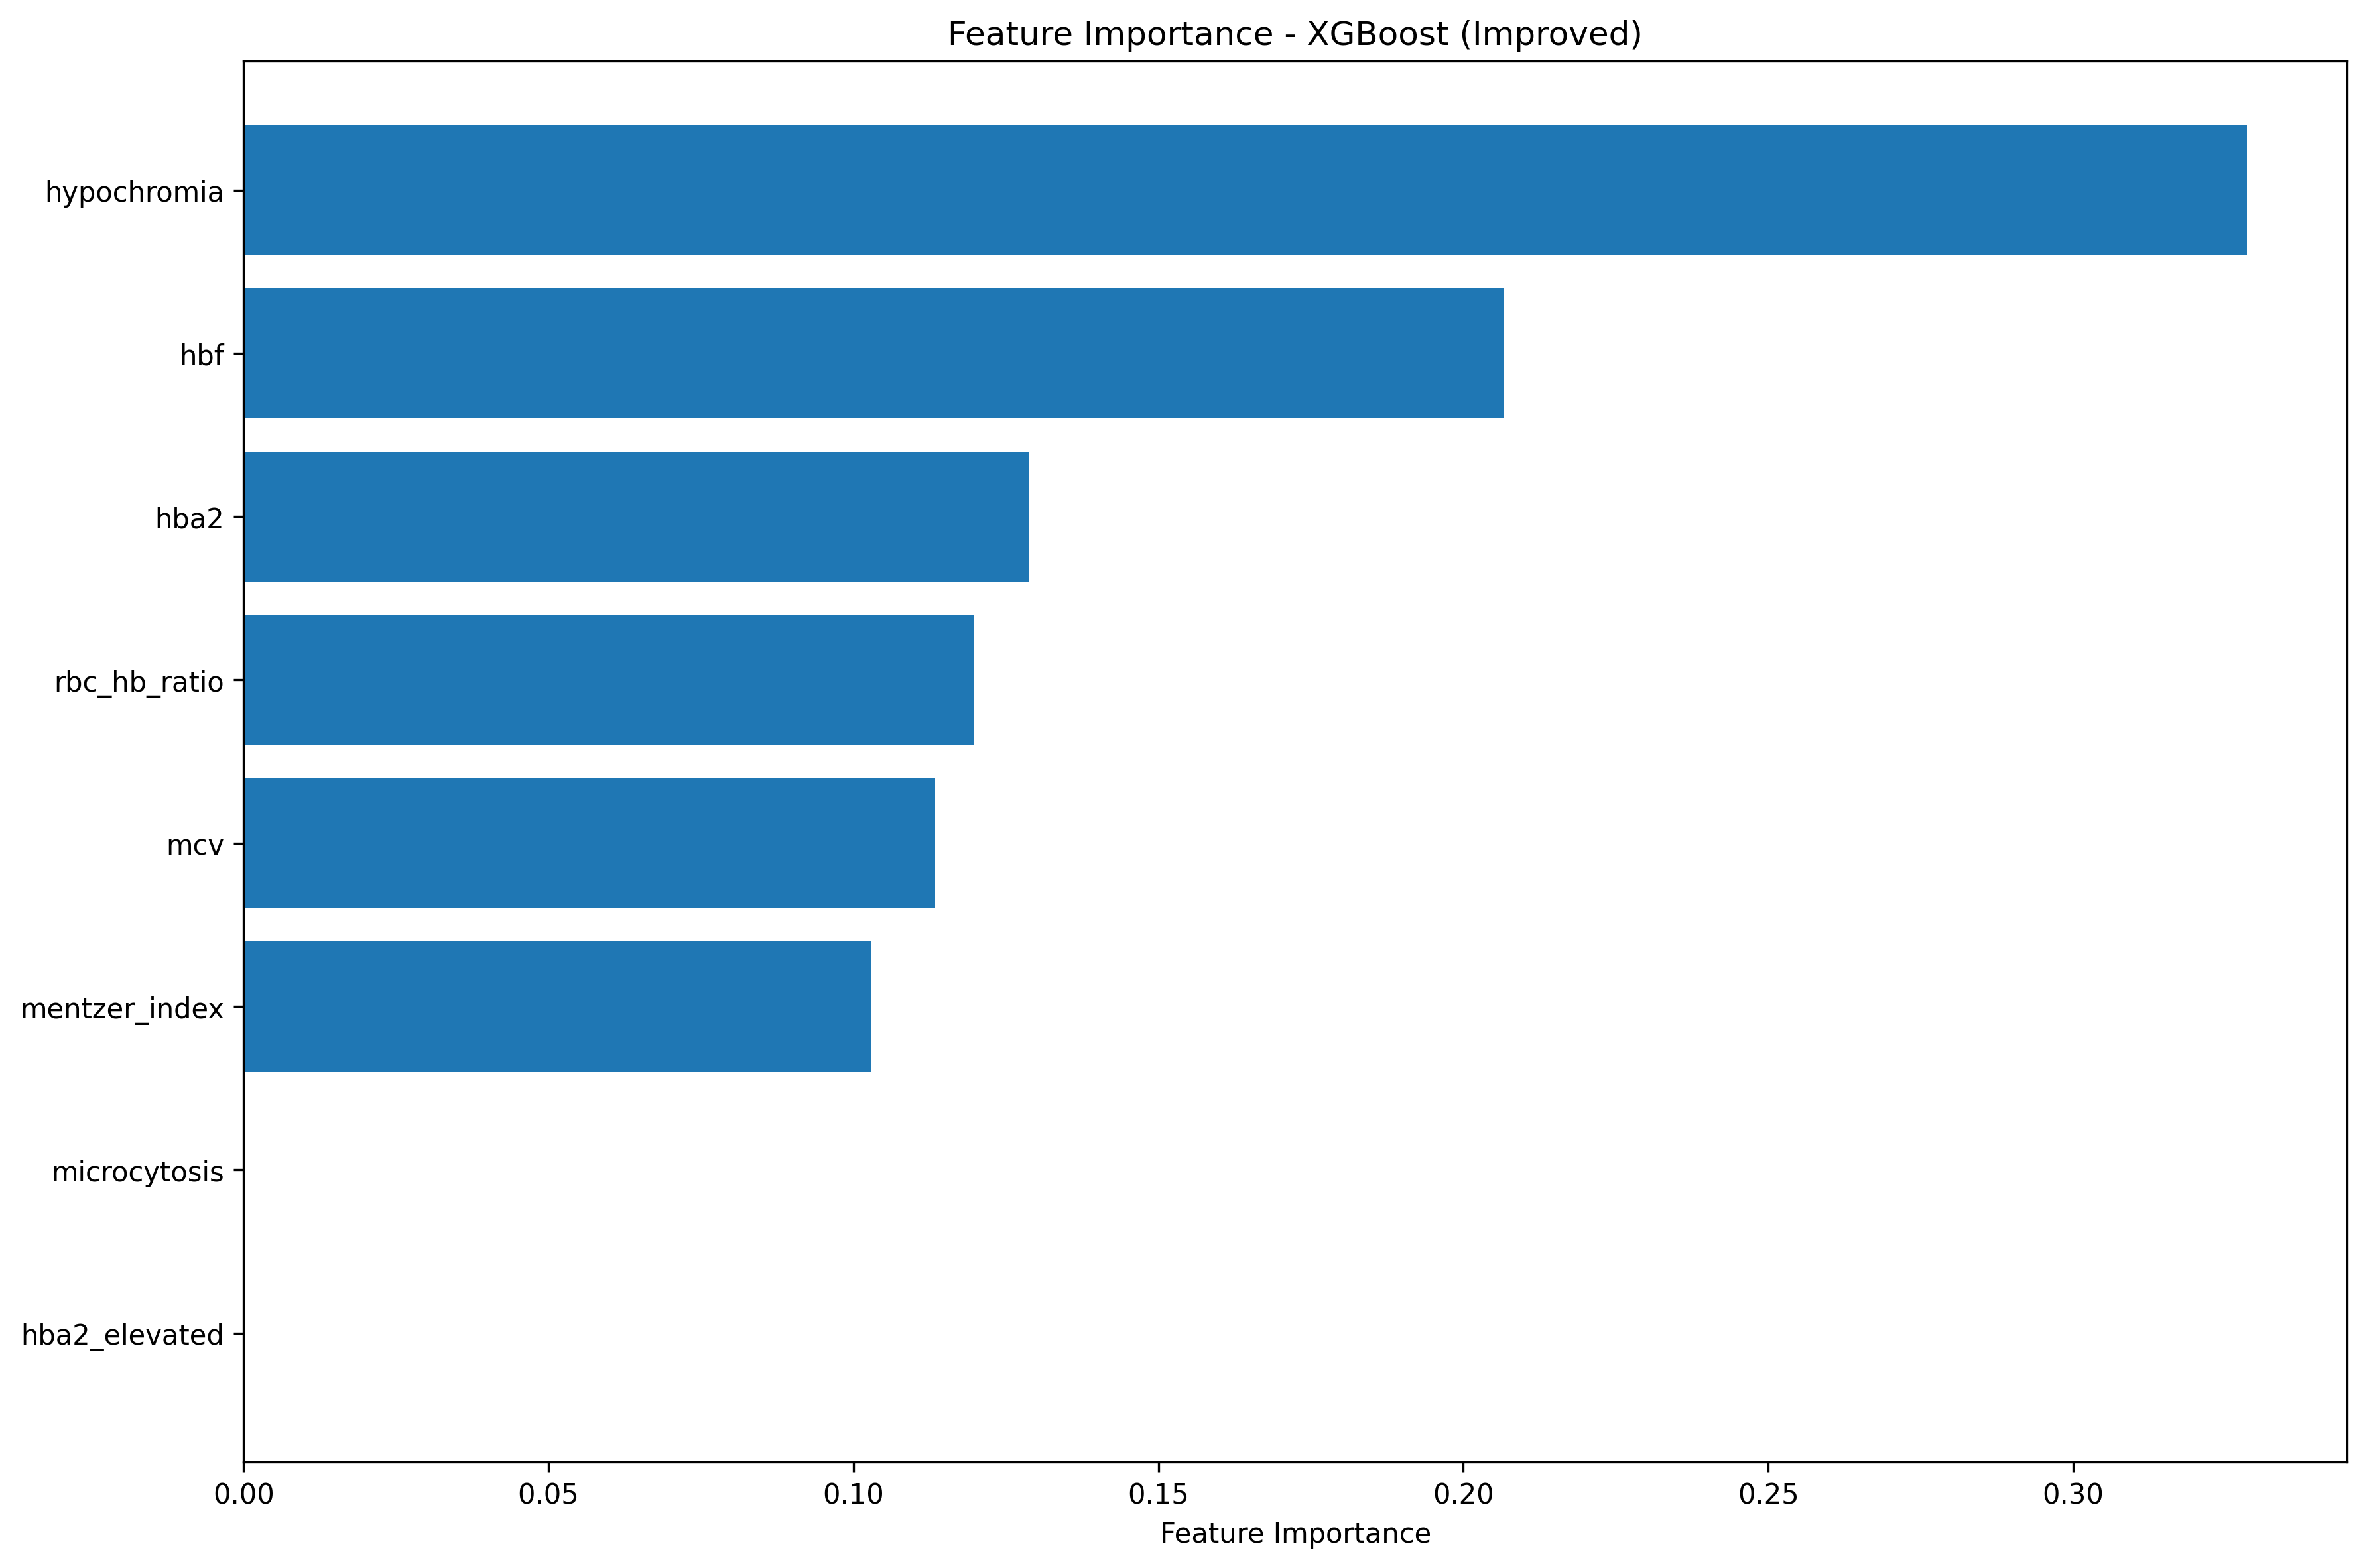 Feature Importance - XGBoost (Improved)
hypochromia
hbf
hba2
rbc_hb_ratio
mcv
mentzer_index
microcytosis
hba2_elevated
0.00 0.05 0.10 0.15 0.20 0.25 0.30
Feature Importance